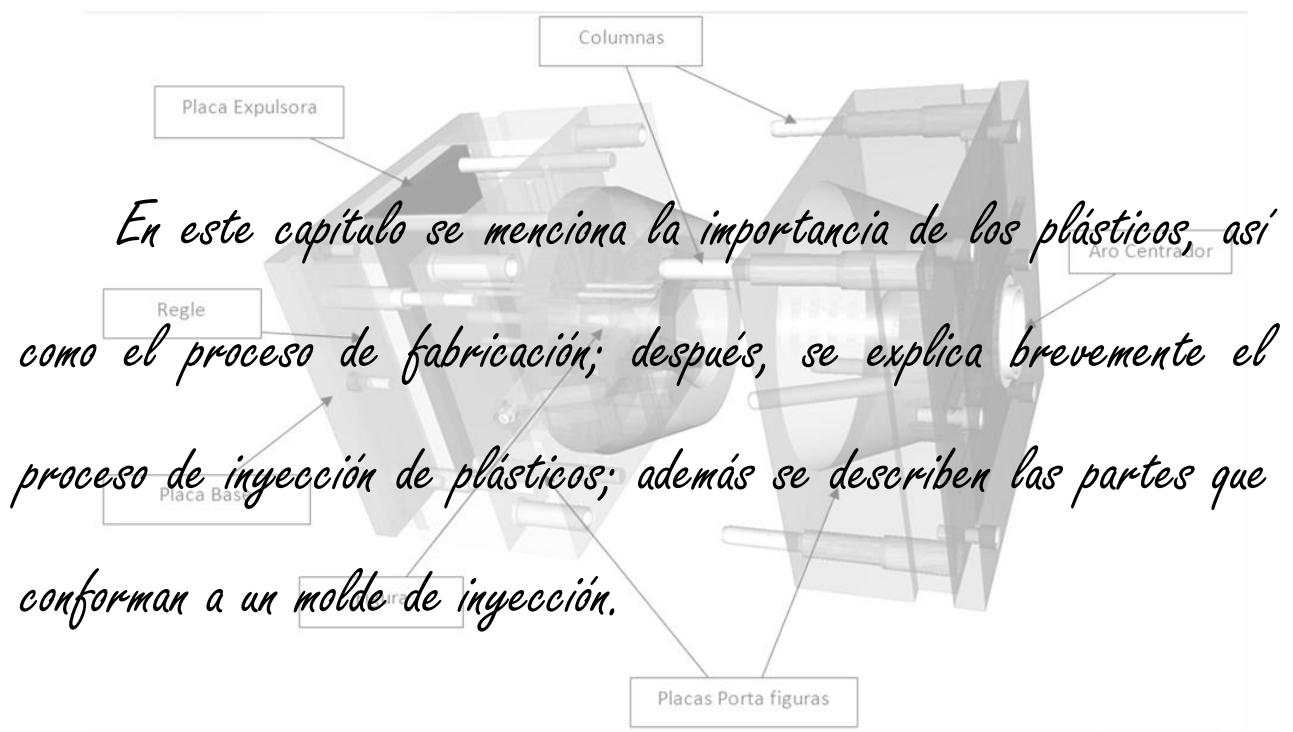 Columnas
Placa Expulsora
En este capítulo se menciona la importancia de los plásticos, así
Aro Centrador
Regle
como el proceso de fabricación; después, se explica brevemente el
proceso de inyección de plásticos; además se describen las partes que
Placa Base
conforman a un molde de inyección.
Placas Porta figuras